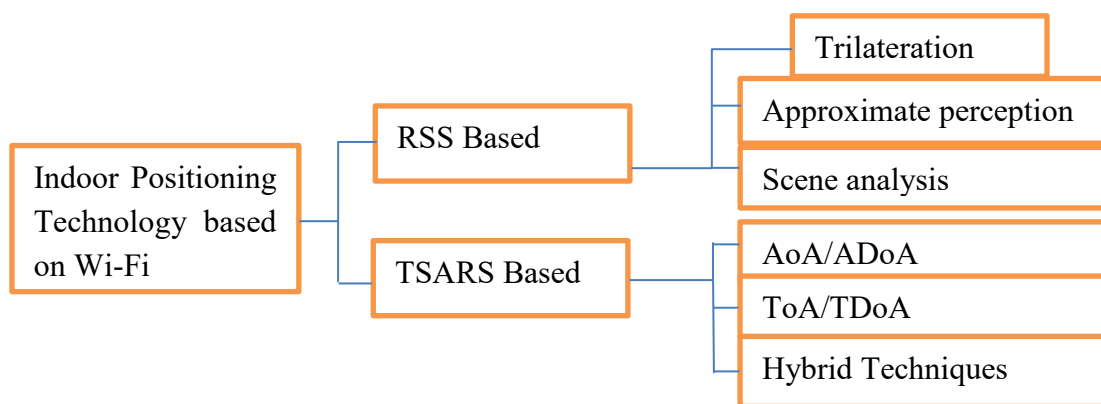 Indoor Positioning
Technology based
on Wi-Fi
RSS Based
TSARS Based
Trilateration
Approximate perception
Scene analysis
AoA/ADoA
ToA/TDoA
Hybrid Techniques